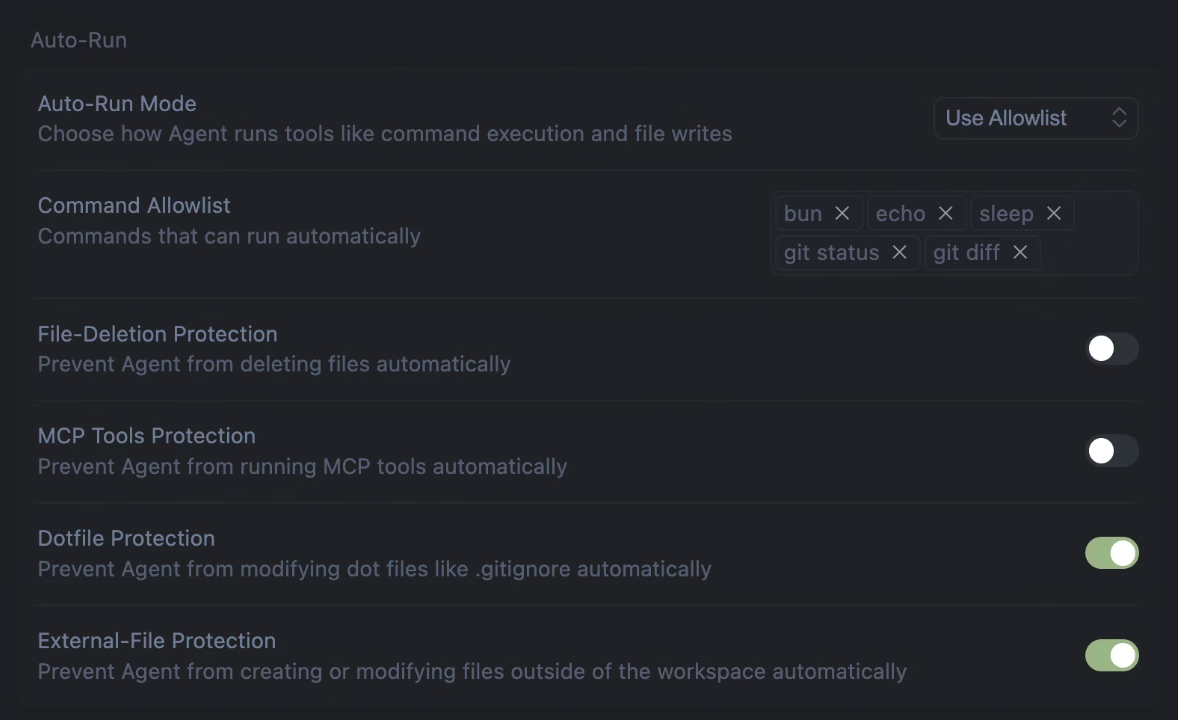 Auto-Run
Auto-Run Mode
Choose how Agent runs tools like command execution and file writes
Use Allowlist
Command Allowlist
Commands that can run automatically
bun echo sleep
git status git diff
File-Deletion Protection
Prevent Agent from deleting files automatically
MCP Tools Protection
Prevent Agent from running MCP tools automatically
Dotfile Protection
Prevent Agent from modifying dot files like .gitignore automatically
External-File Protection
Prevent Agent from creating or modifying files outside of the workspace automatically